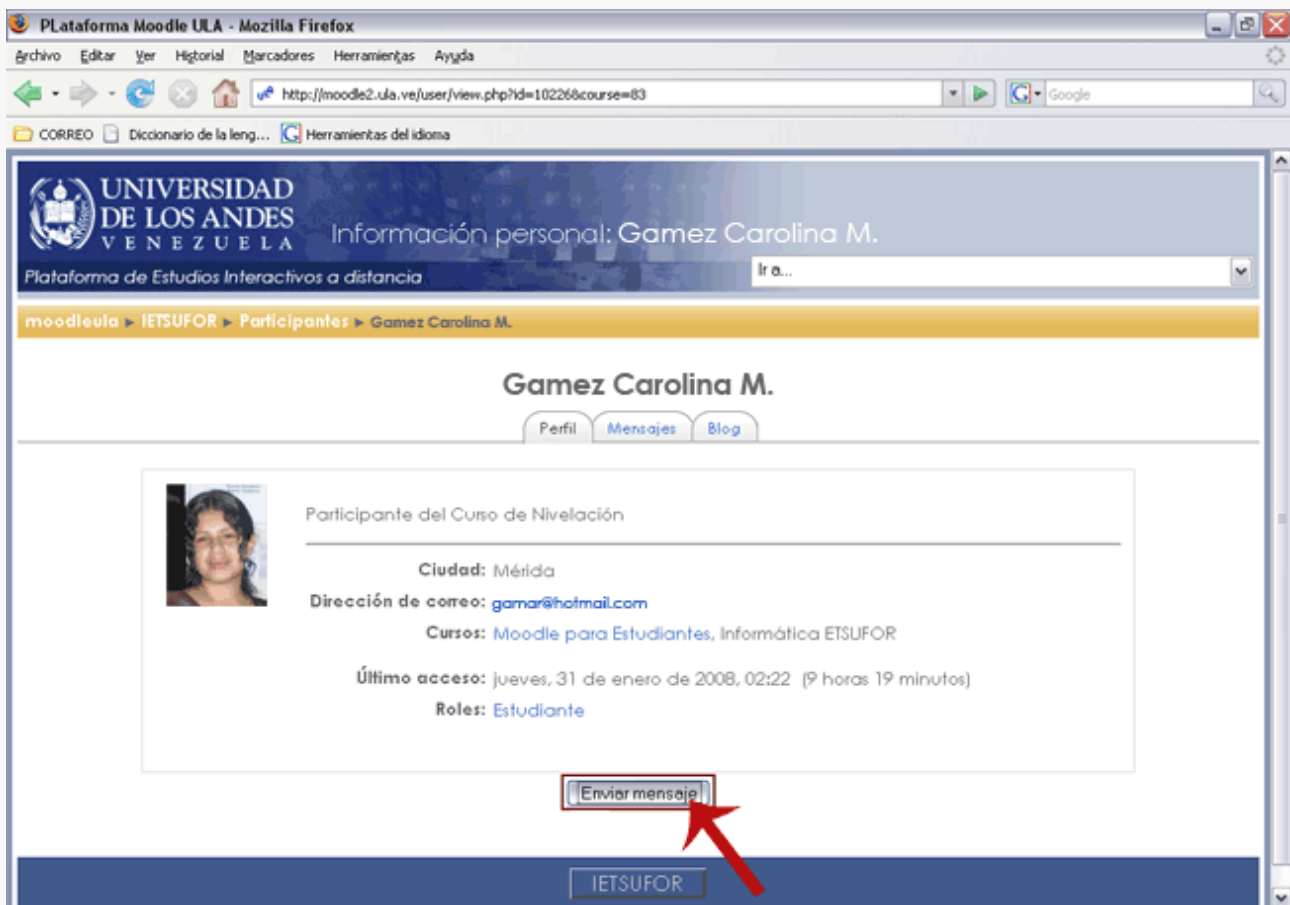 PLataforma Moodle ULA - Mozilla Firefox
Archivo Editar Ver Historial Marcadores Herramientas Ayuda
http://moodle2.ula.ve/user/view.php?id=10226&course=83
Google
CORREO Diccionario de la leng... Herramientas del idioma
UNIVERSIDAD
DE LOS ANDES
VENEZUELA
Información personal: Gamez Carolina M.
Plataforma de Estudios Interactivos a distancia
Ir a...
moodleula ► IETSUFOR ► Participantes ► Gamez Carolina M.
Gamez Carolina M.
Perfil Mensajes Blog
Participante del Curso de Nivelación
Ciudad: Mérida
Dirección de correo: gamar@hotmail.com
Cursos: Moodle para Estudiantes, Informática ETSUFOR
Último acceso: jueves, 31 de enero de 2008, 02:22 (9 horas 19 minutos)
Roles: Estudiante
Enviar mensaje
IETSUFOR